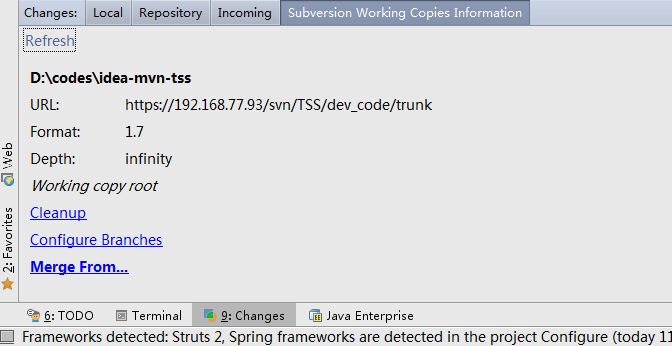 Changes: Local Repository Incoming Subversion Working Copies Information
Refresh
D:\codes\idea-mvn-tss
URL: https://192.168.77.93/svn/TSS/dev_code/trunk
Format: 1.7
Depth: infinity
Working copy root
Cleanup
Configure Branches
Merge From...
Web
2: Favorites
6: TODO Terminal 9: Changes Java Enterprise
Frameworks detected: Struts 2, Spring frameworks are detected in the project Configure (today 11